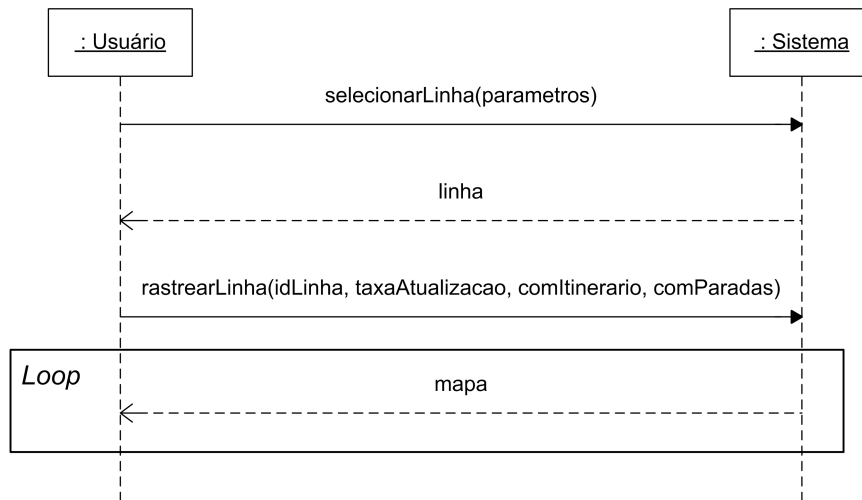 : Usuário
: Sistema
selecionarLinha(parametros)
linha
rastrearLinha(idLinha, taxaAtualizacao, comItinerario, comParadas)
Loop
mapa